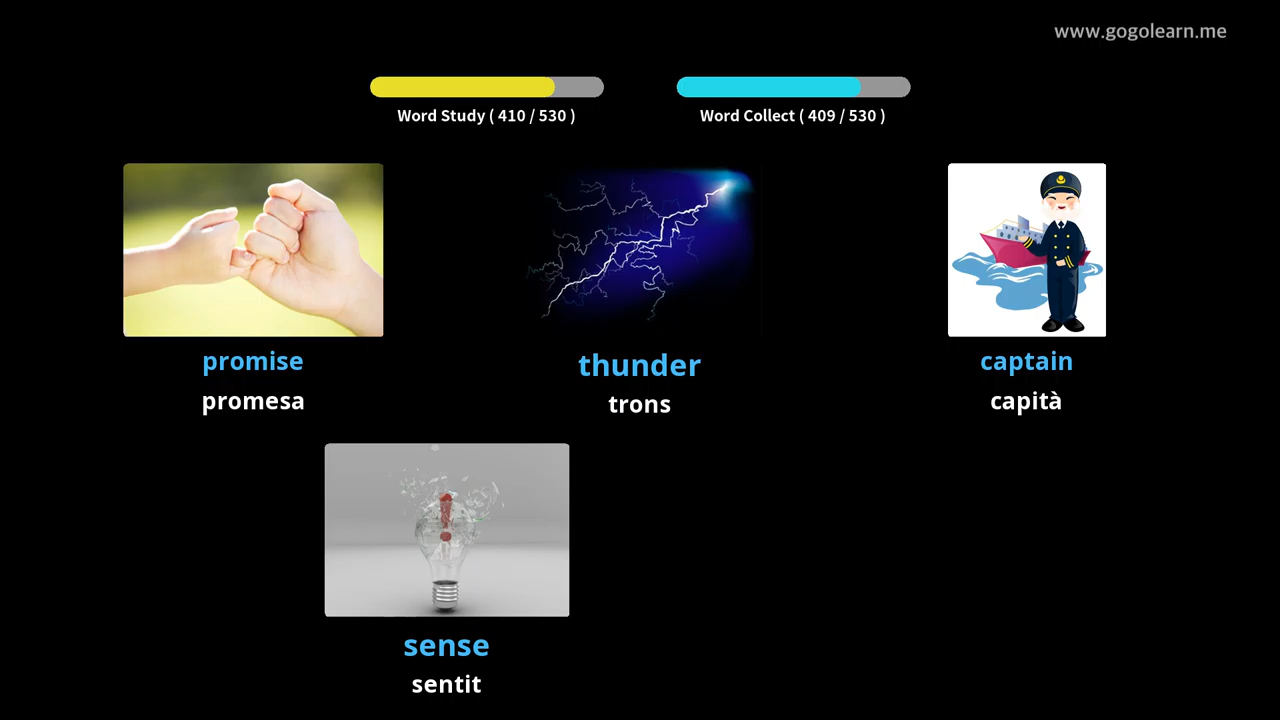 www.gogolearn.me
Word Study ( 410 / 530 )
Word Collect ( 409 / 530 )
promise
promesa
thunder
trons
captain
capità
sense
sentit